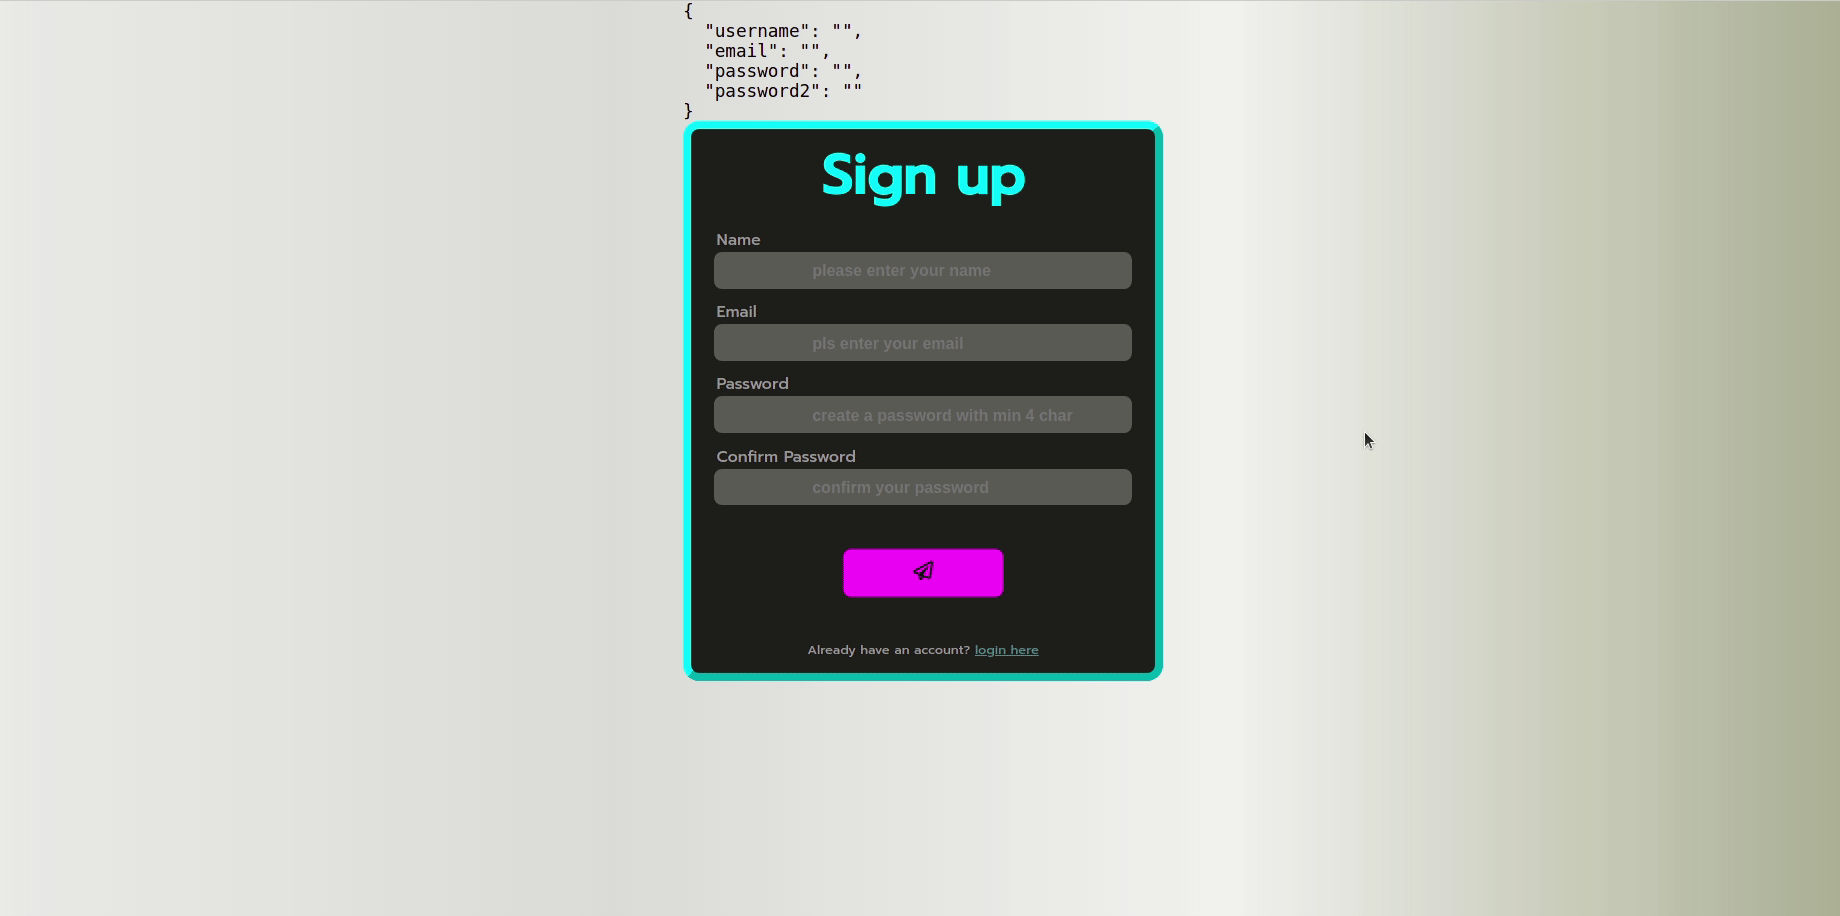 {
"username": "",
"email": "",
"password": "",
"password2": ""
}
Sign up
Name
please enter your name
Email
pls enter your email
Password
create a password with min 4 char
Confirm Password
confirm your password
Already have an account? login here